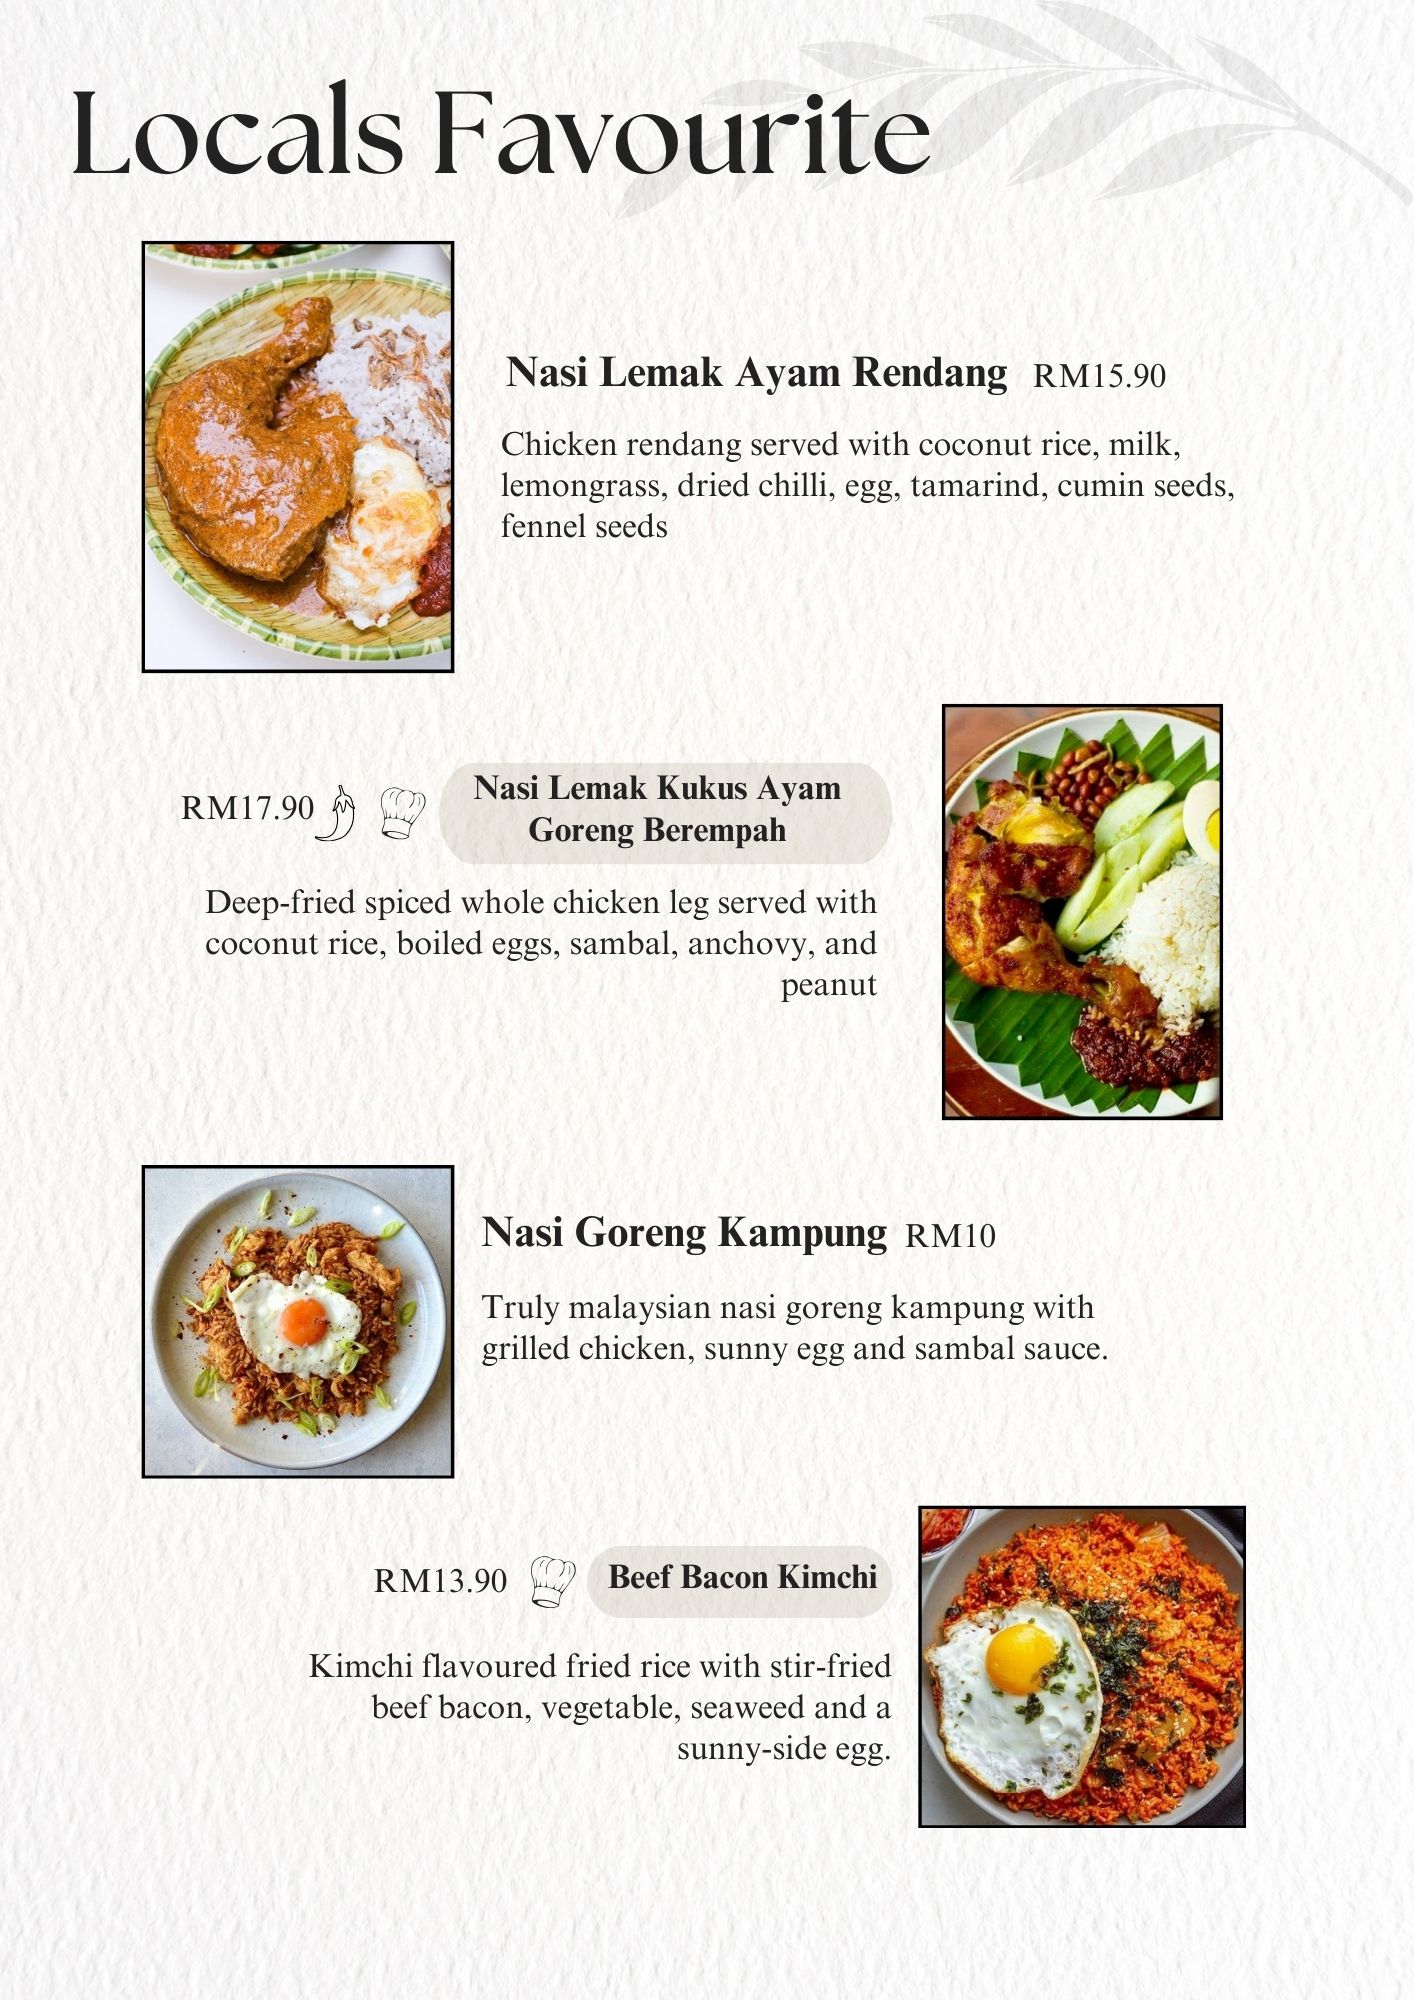 Locals Favourite
Nasi Lemak Ayam Rendang RM15.90
Chicken rendang served with coconut rice, milk,
lemongrass, dried chilli, egg, tamarind, cumin seeds,
fennel seeds
RM17.90
Nasi Lemak Kukus Ayam
Goreng Berempah
Deep-fried spiced whole chicken leg served with
coconut rice, boiled eggs, sambal, anchovy, and
peanut
Nasi Goreng Kampung RM10
Truly malaysian nasi goreng kampung with
grilled chicken, sunny egg and sambal sauce.
RM13.90 Beef Bacon Kimchi
Kimchi flavoured fried rice with stir-fried
beef bacon, vegetable, seaweed and a
sunny-side egg.